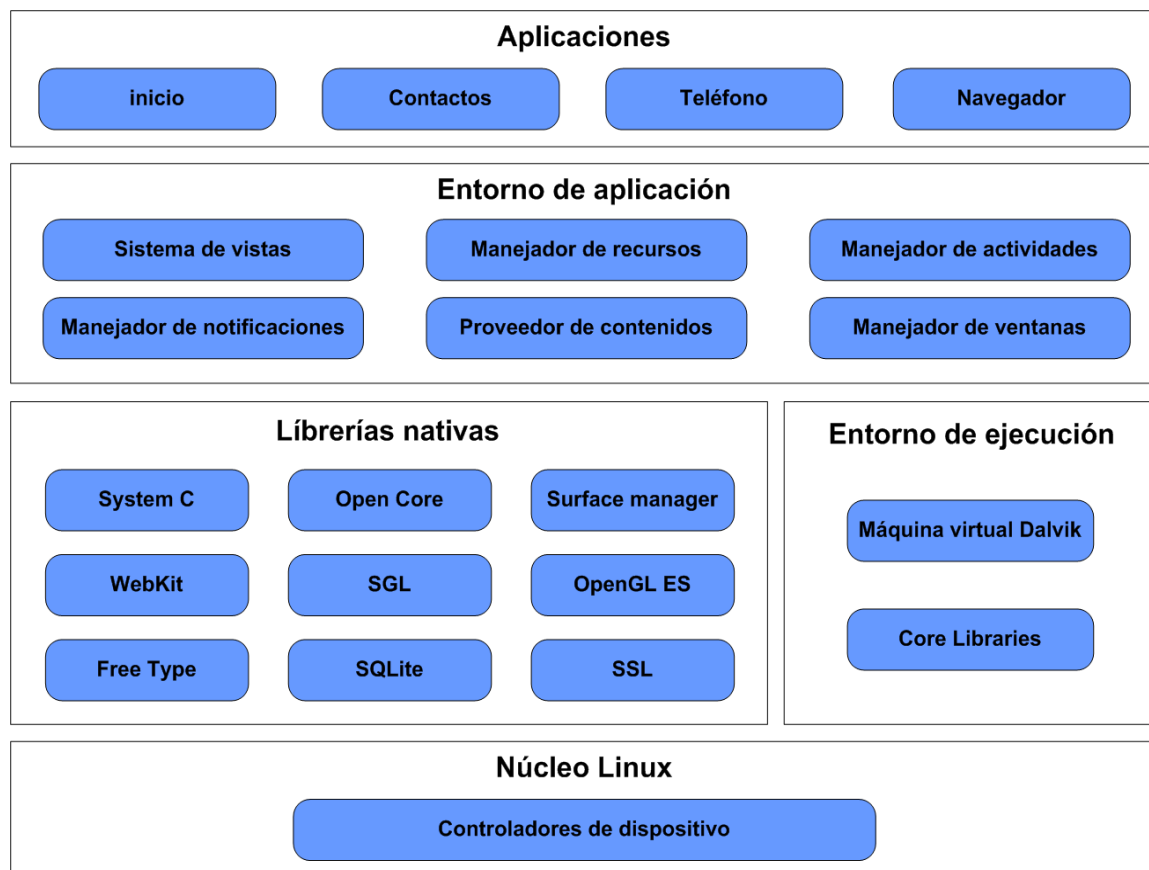 Aplicaciones
inicio
Contactos
Teléfono
Navegador
Entorno de aplicación
Sistema de vistas
Manejador de recursos
Manejador de actividades
Manejador de notificaciones
Proveedor de contenidos
Manejador de ventanas
Líbrerías nativas
System C
Open Core
Surface manager
WebKit
SGL
OpenGL ES
Free Type
SQLite
SSL
Entorno de ejecución
Máquina virtual Dalvik
Core Libraries
Núcleo Linux
Controladores de dispositivo